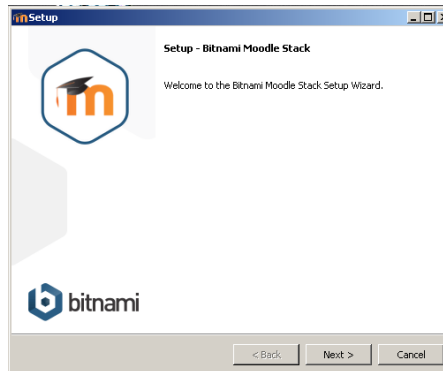 Setup
Setup - Bitnami Moodle Stack
Welcome to the Bitnami Moodle Stack Setup Wizard.
m
bitnami
< Back
Next >
Cancel